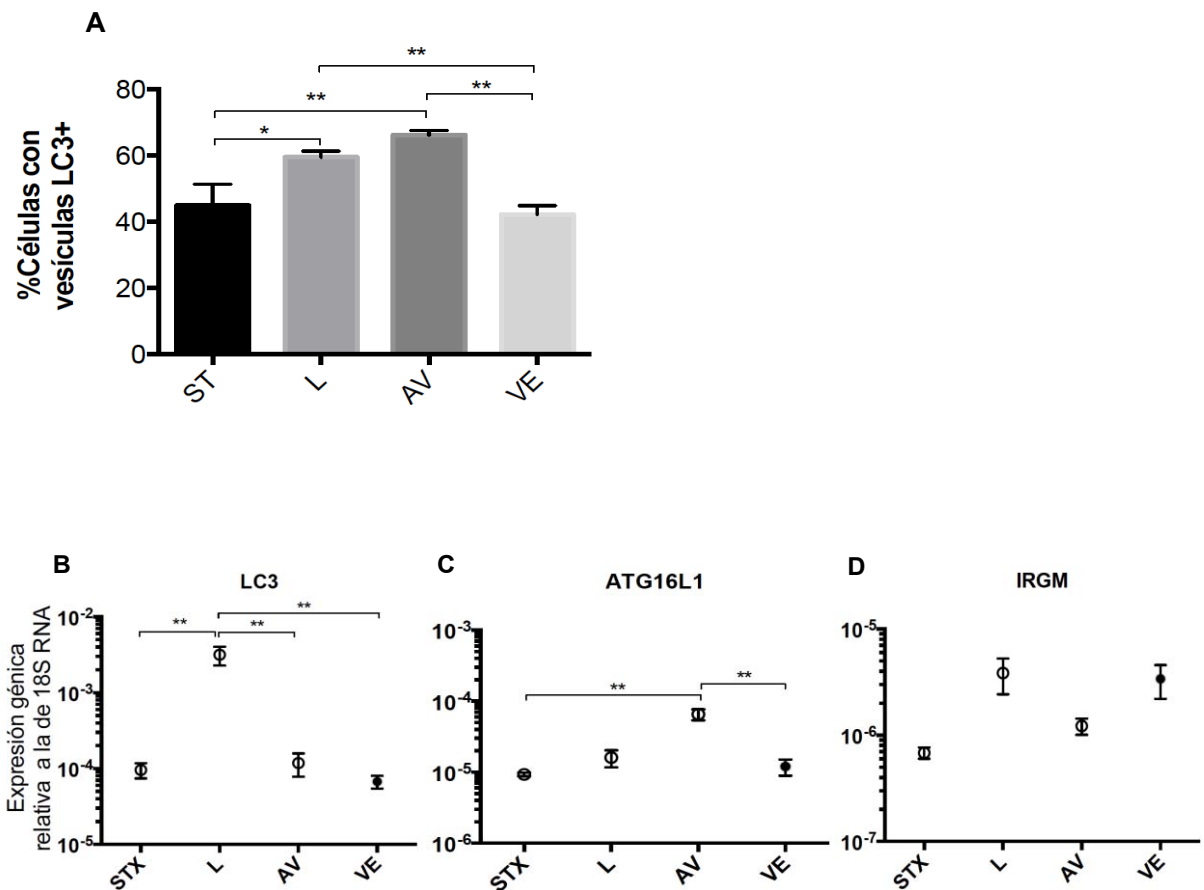 A
**
**
**
*
80
60
40
20
0
%Células con
vesículas LC3+
ST
L
AV
VE
B
LC3
**
**
**
10-2
10-3
10-4
10-5
Expresión génica
relativa a la de 18S RNA
STX
L
AV
VE
C
ATG16L1
**
**
10-3
10-4
10-5
10-6
STX
L
AV
VE
D
IRGM
10-5
10-6
10-7
STX
L
AV
VE